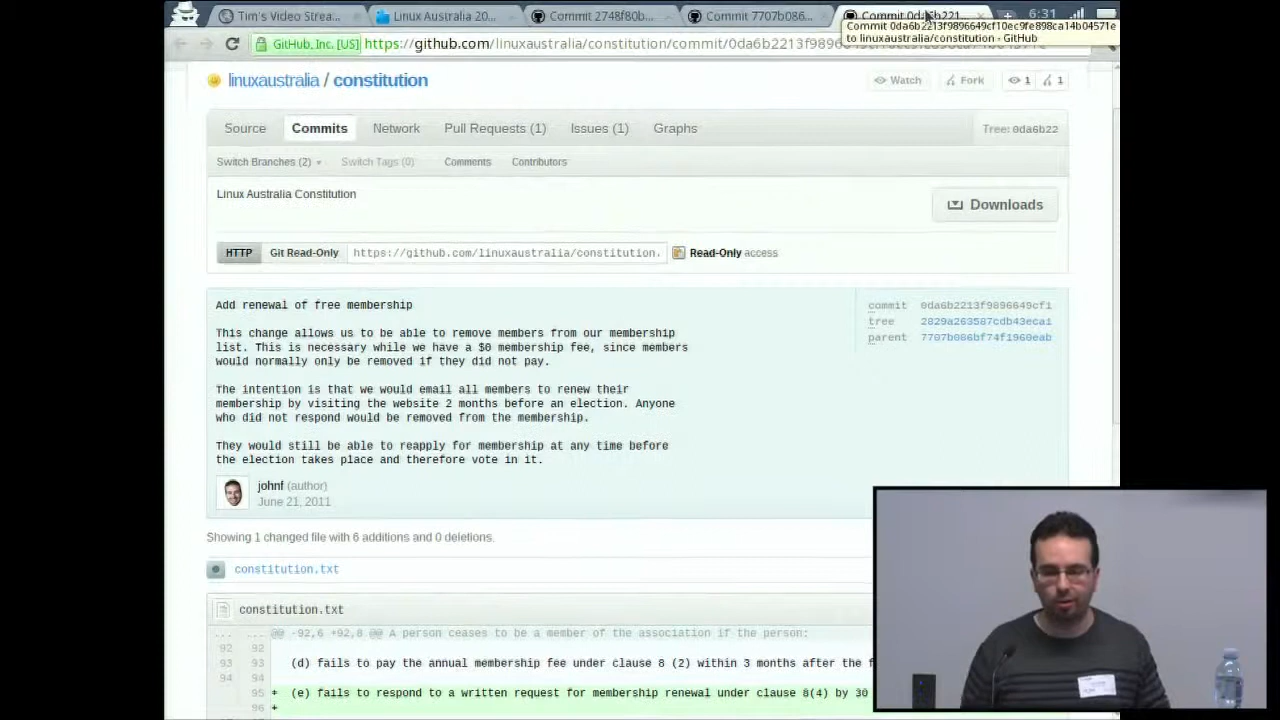 Tim's Video Strea...
Linux Australia 20...
Commit 2748f80b...
Commit 7707b086...
Commit 0da6b221...
6:31
Commit 0da6b2213f9896649cf10ec9fe898ca14b04571e
to linuxaustralia/constitution - GitHub
GitHub, Inc. [US] https://github.com/linuxaustralia/constitution/commit/0da6b2213f9896649cf10ec9fe898ca14b04571e
linuxaustralia / constitution
Watch Fork 1 1
Source Commits Network Pull Requests (1) Issues (1) Graphs Tree: 0da6b22
Switch Branches (2) Switch Tags (0) Comments Contributors
Linux Australia Constitution
Downloads
HTTP Git Read-Only https://github.com/linuxaustralia/constitution. Read-Only access
Add renewal of free membership
commit 0da6b2213f9896649cf1
tree 2829a263587cdb43eca1
parent 7707b086bf74f1960eab
to be able to remove members from our membership
list. This is necessary while we have a $0 membership fee, since members
would normally only be removed if they did not pay.
The intention is that we would email all members to renew their
membership by visiting the website 2 months before an election. Anyone
who did not respond would be removed from the membership.
They would still be able to reapply for membership at any time before
the election takes place and therefore vote in it.
johnf (author)
June 21, 2011
Showing 1 changed file with 6 additions and 0 deletions.
constitution.txt
constitution.txt
... ... @@ -92,6 +92,8 @@ A person ceases to be a member of the association if the person:
92 92
93 93 (d) fails to pay the annual membership fee under clause 8 (2) within 3 months after the f
94 94
95 + (e) fails to respond to a written request for membership renewal under clause 8(4) by 30
96 +